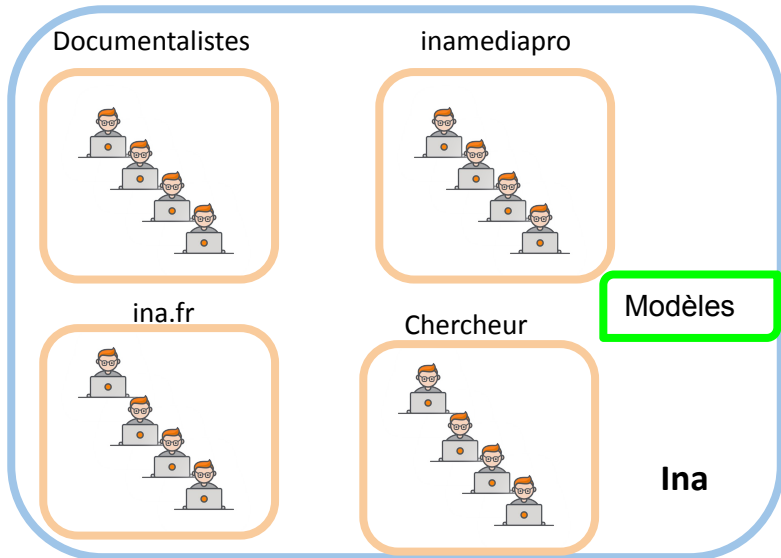 Documentalistes
inamediapro
ina.fr
Chercheur
Modèles
Ina